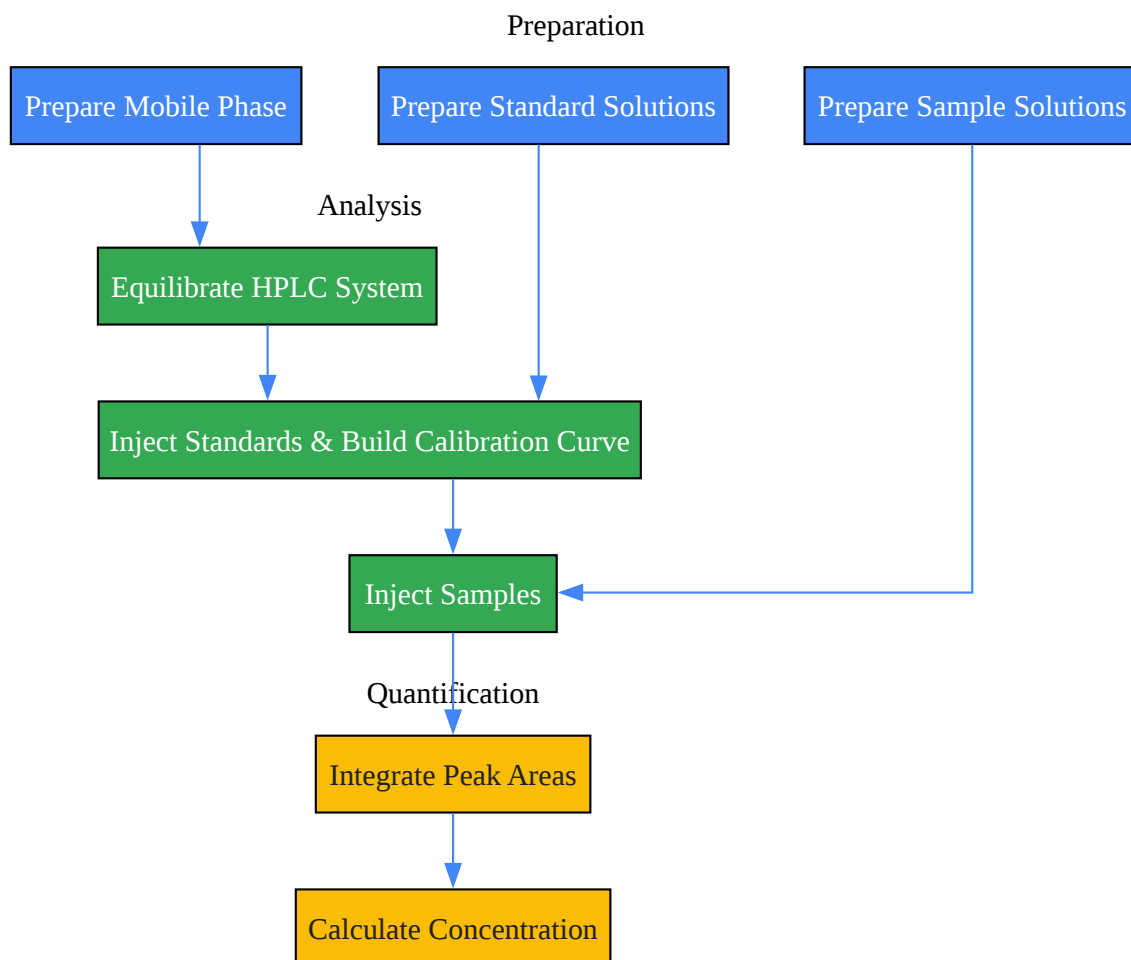 Preparation
Prepare Mobile Phase
Prepare Standard Solutions
Prepare Sample Solutions
Analysis
Equilibrate HPLC System
Inject Standards & Build Calibration Curve
Inject Samples
Quantification
Integrate Peak Areas
Calculate Concentration